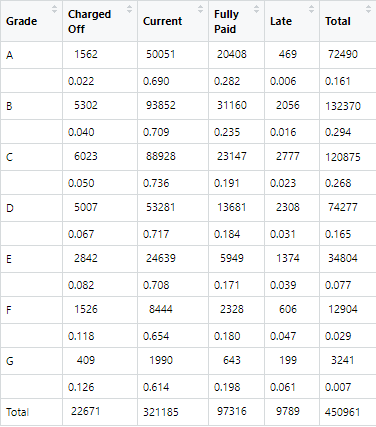 Grade Charged Off Current Fully Paid Late Total
A 1562 50051 20408 469 72490
0.022 0.690 0.282 0.006 0.161
B 5302 93852 31160 2056 132370
0.040 0.709 0.235 0.016 0.294
C 6023 88928 23147 2777 120875
0.050 0.736 0.191 0.023 0.268
D 5007 53281 13681 2308 74277
0.067 0.717 0.184 0.031 0.165
E 2842 24639 5949 1374 34804
0.082 0.708 0.171 0.039 0.077
F 1526 8444 2328 606 12904
0.118 0.654 0.180 0.047 0.029
G 409 1990 643 199 3241
0.126 0.614 0.198 0.061 0.007
Total 22671 321185 97316 9789 450961